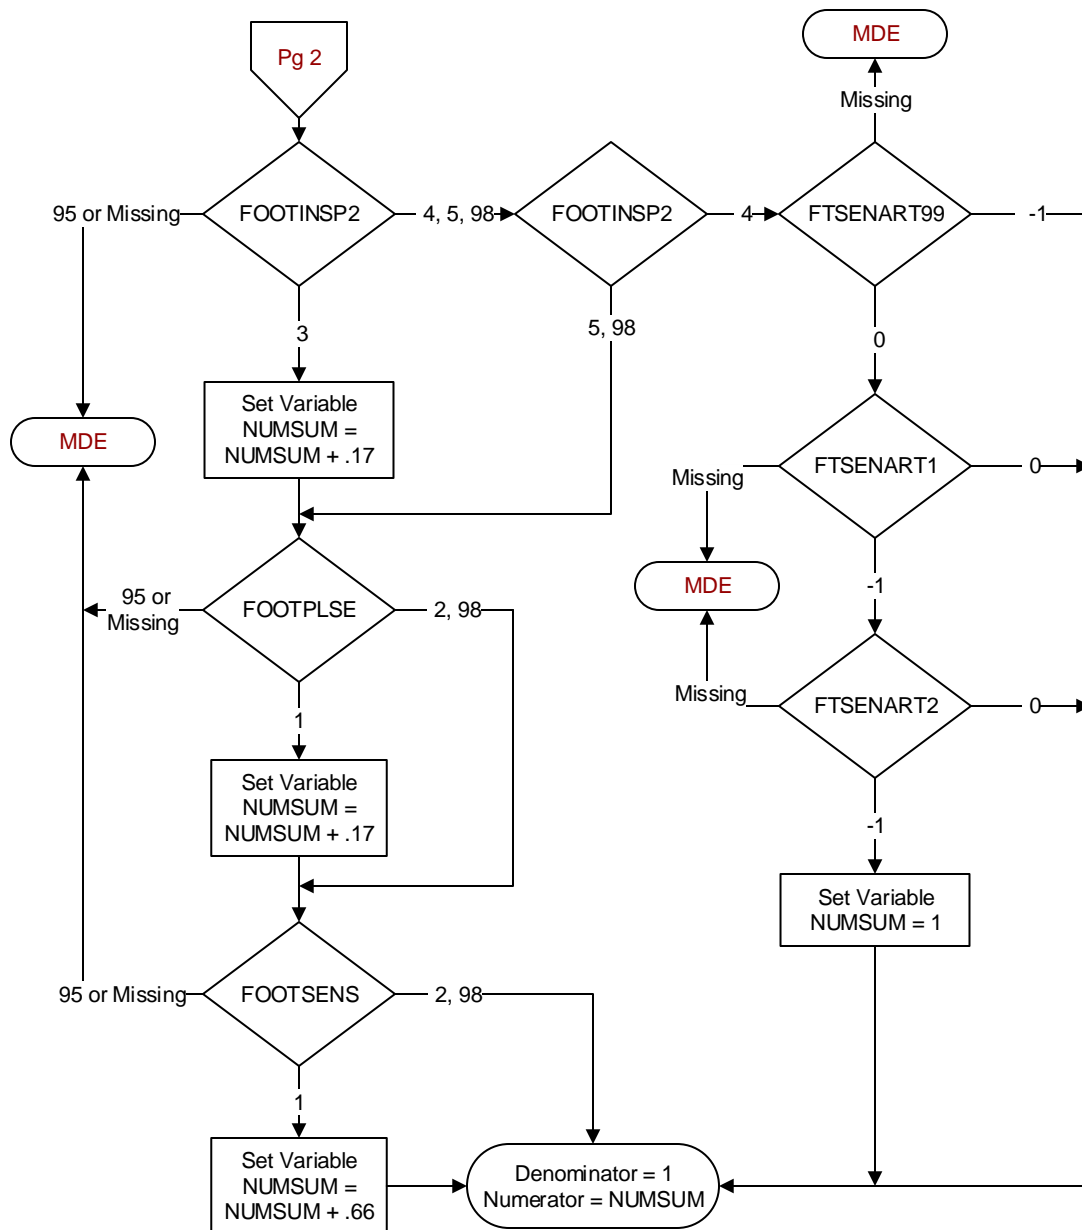 Pg 2
MDE
Missing
95 or Missing
FOOTINSP2
4, 5, 98
FOOTINSP2
4
FTSENART99
-1
3
5, 98
0
Set Variable
NUMSUM =
NUMSUM + .17
MDE
Missing
FTSENART1
0
MDE
-1
95 or
Missing
FOOTPLSE
2, 98
Missing
FTSENART2
0
1
Set Variable
NUMSUM =
NUMSUM + .17
-1
Set Variable
NUMSUM = 1
95 or Missing
FOOTSENS
2, 98
1
Set Variable
NUMSUM =
NUMSUM + .66
Denominator = 1
Numerator = NUMSUM